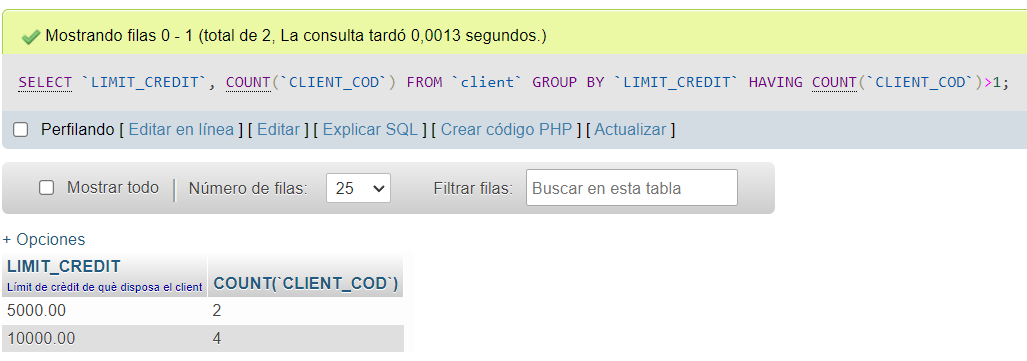 Mostrando filas 0 - 1 (total de 2, La consulta tardó 0,0013 segundos.)
SELECT `LIMIT_CREDIT`, COUNT(`CLIENT_COD`) FROM `client` GROUP BY `LIMIT_CREDIT` HAVING COUNT(`CLIENT_COD`)>1;
Perfilando [ Editar en línea ] [ Editar ] [ Explicar SQL ] [ Crear código PHP ] [ Actualizar ]
Mostrar todo | Número de filas: 25 Filtrar filas: Buscar en esta tabla
+ Opciones
LIMIT_CREDIT
Límit de crèdit de què disposa el client COUNT(`CLIENT_COD`)
5000.00 2
10000.00 4